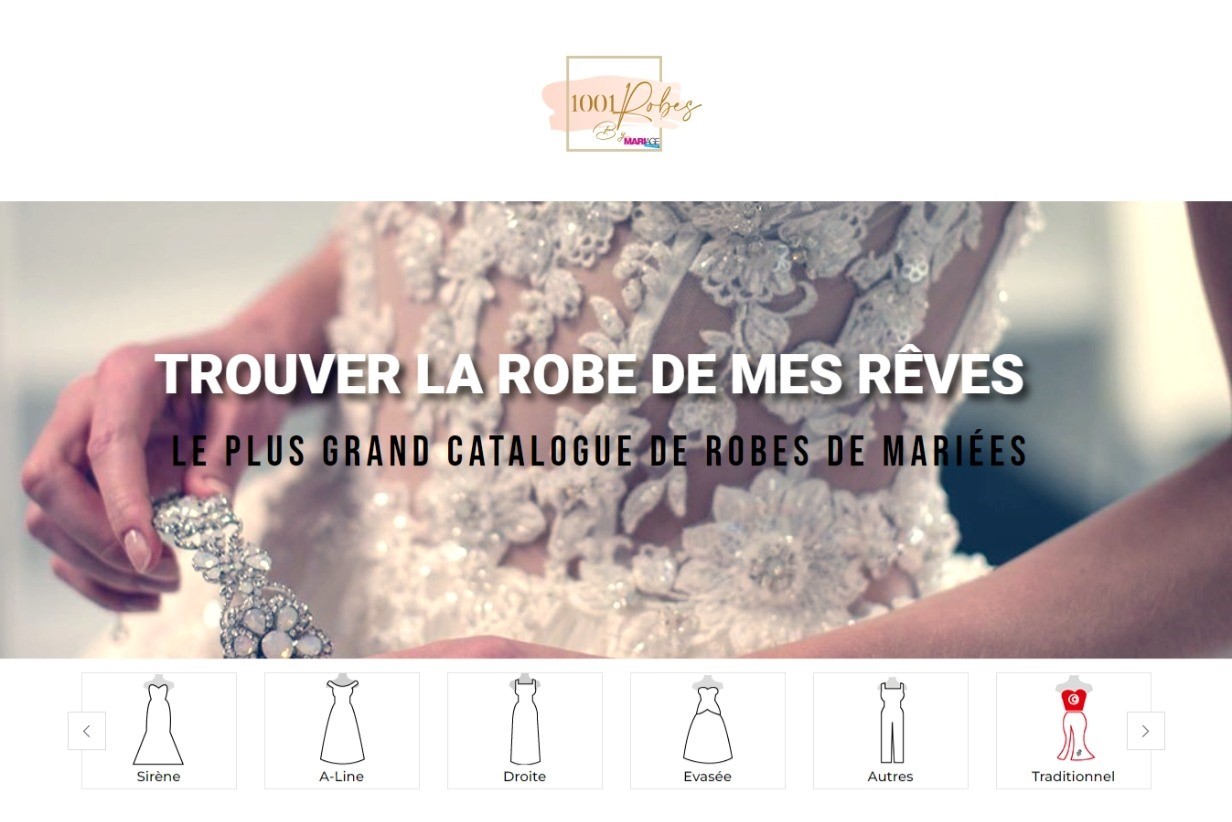 1001 Robes
By MARIAGE
TROUVER LA ROBE DE MES RÊVES
LE PLUS GRAND CATALOGUE DE ROBES DE MARIÉES
Sirène
A-Line
Droite
Evasée
Autres
Traditionnel